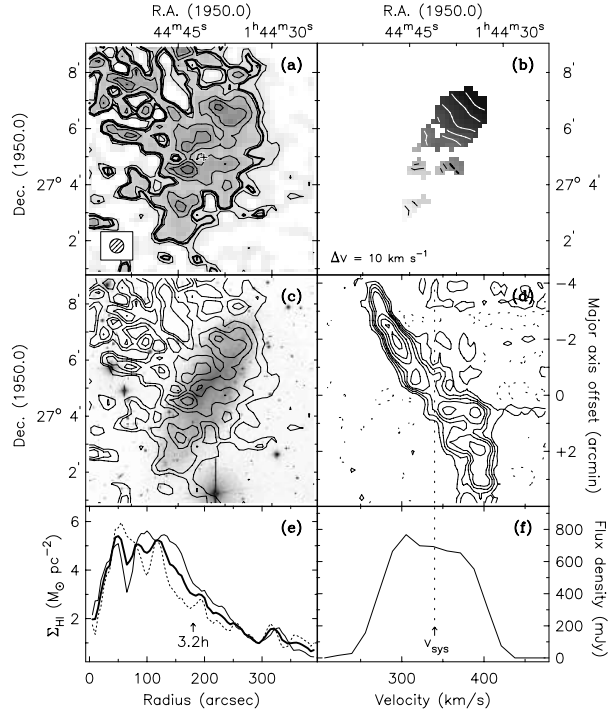 R.A. (1950.0) R.A. (1950.0)
44ᵐ45ˢ 1ʰ44ᵐ30ˢ 44ᵐ45ˢ 1ʰ44ᵐ30ˢ
(a) (b)
8' 8'
6' 6'
Dec. (1950.0)
27° 4' 27° 4'
2' 2'
ΔV = 10 km s⁻¹
(c) (d)
8' −4
6' −2
Dec. (1950.0) Major axis offset (arcmin)
27° 4' 0
2' +2
(e) (f)
6 800
4 600
400
2 200
0
Σ_HI (M⊙ pc⁻²) Flux density (mJy)
3.2h v_sys
0 100 200 300 300 400
Radius (arcsec) Velocity (km/s)